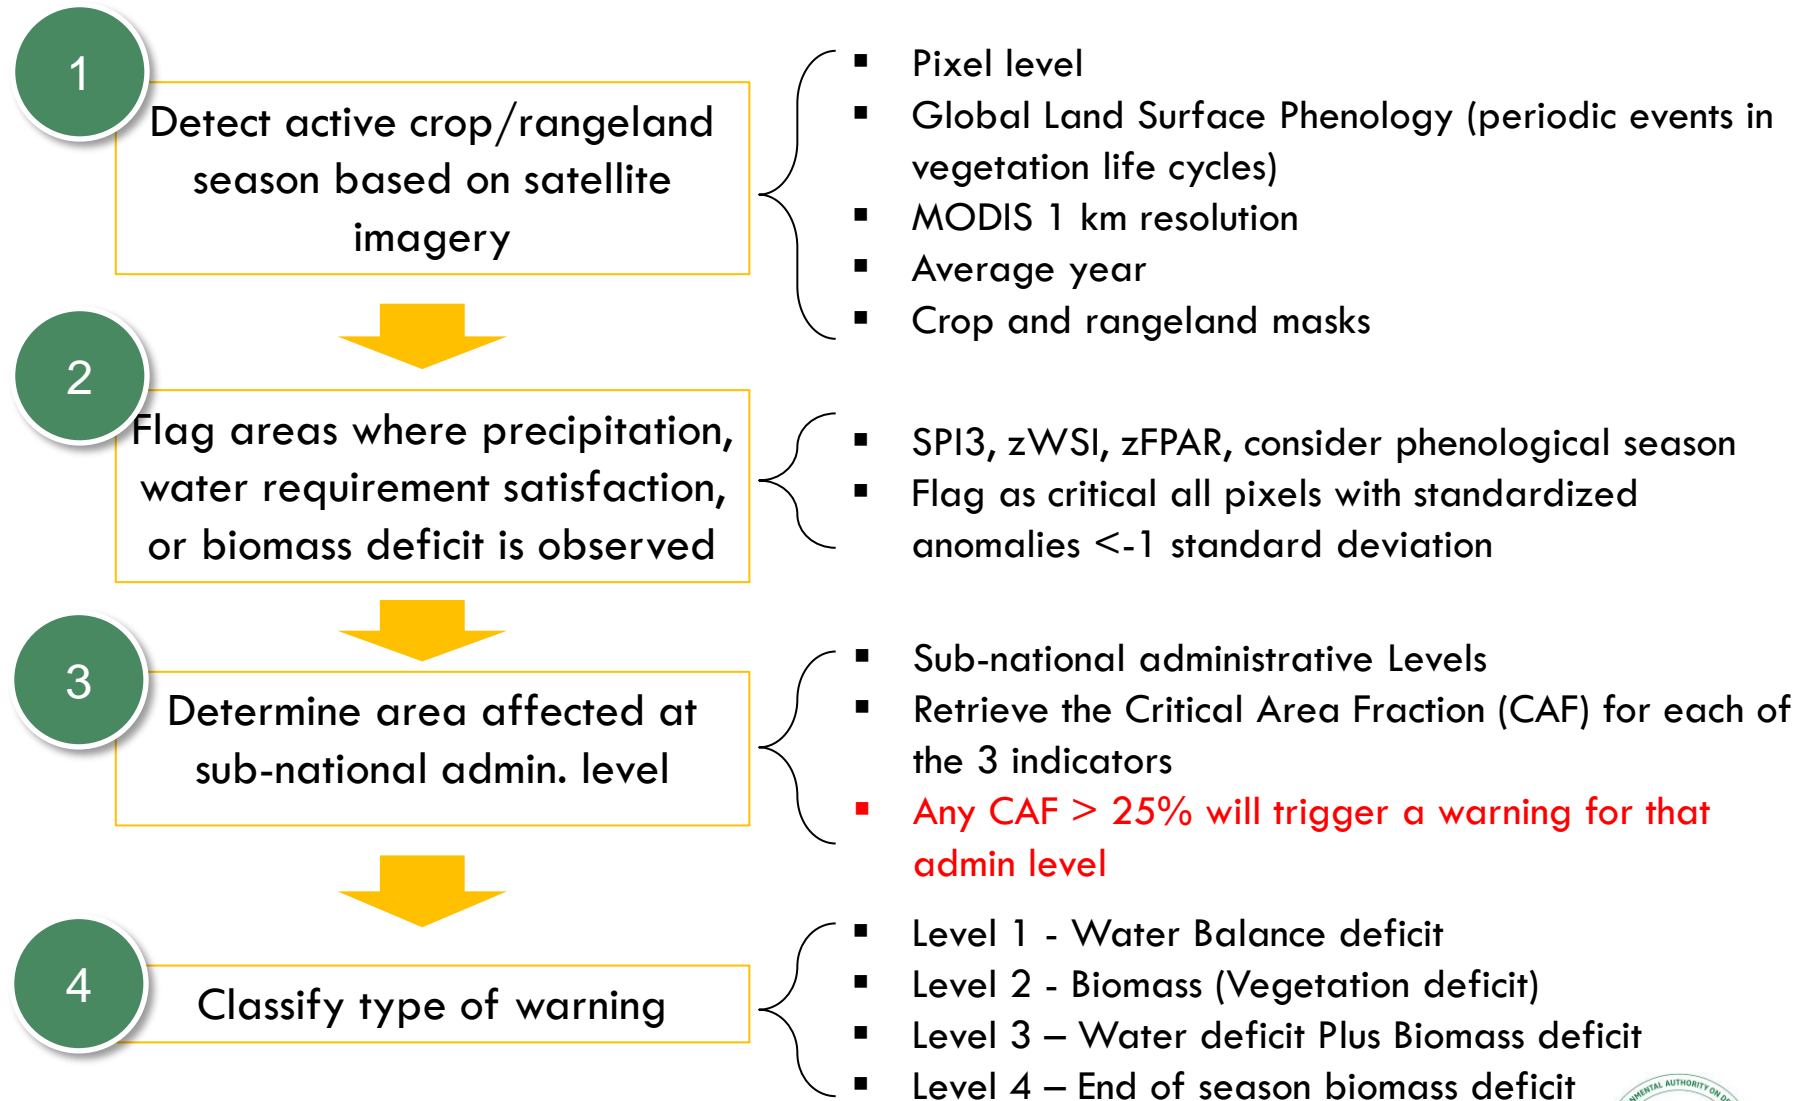 1
Detect active crop/rangeland
season based on satellite
imagery
▪ Pixel level
▪ Global Land Surface Phenology (periodic events in
vegetation life cycles)
▪ MODIS 1 km resolution
▪ Average year
▪ Crop and rangeland masks
2
Flag areas where precipitation,
water requirement satisfaction,
or biomass deficit is observed
▪ SPI3, zWSI, zFPAR, consider phenological season
▪ Flag as critical all pixels with standardized
anomalies <-1 standard deviation
3
Determine area affected at
sub-national admin. level
▪ Sub-national administrative Levels
▪ Retrieve the Critical Area Fraction (CAF) for each of
the 3 indicators
▪ Any CAF > 25% will trigger a warning for that
admin level
4
Classify type of warning
▪ Level 1 - Water Balance deficit
▪ Level 2 - Biomass (Vegetation deficit)
▪ Level 3 – Water deficit Plus Biomass deficit
▪ Level 4 – End of season biomass deficit
AUTHORITY ON